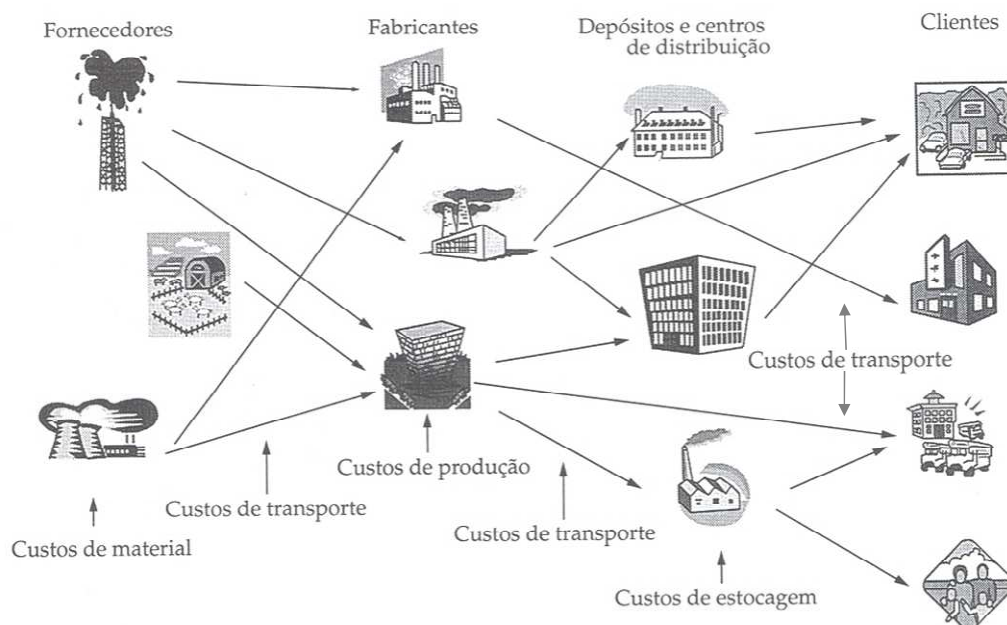 Fornecedores
Fabricantes
Depósitos e centros
de distribuição
Clientes
Custos de transporte
Custos de produção
Custos de transporte
Custos de transporte
Custos de material
Custos de estocagem